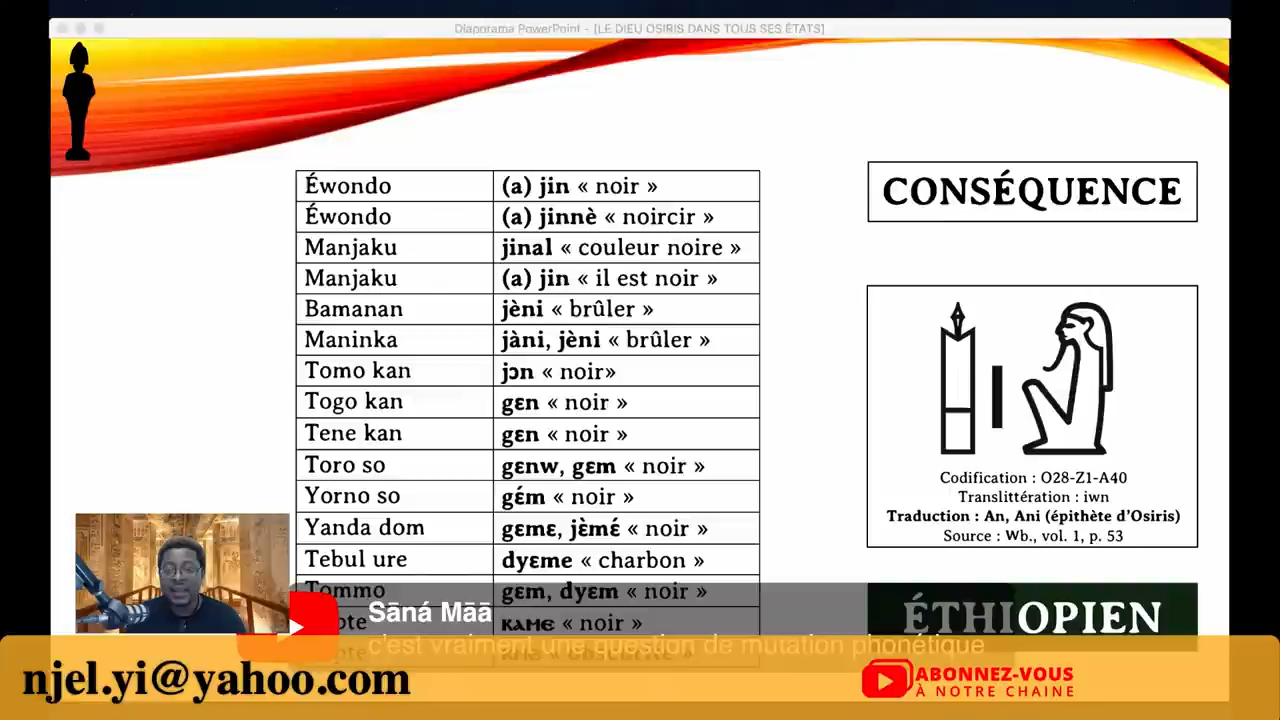 Diaporama PowerPoint - [LE DIEU OSIRIS DANS TOUS SES ÉTATS]
Éwondo (a) jin « noir »
Éwondo (a) jinnè « noircir »
Manjaku jinal « couleur noire »
Manjaku (a) jin « il est noir »
Bamanan jèni « brûler »
Maninka jàni, jèni « brûler »
Tomo kan jɔn « noir»
Togo kan gɛn « noir »
Tene kan gɛn « noir »
Toro so gɛnw, gɛm « noir »
Yorno so gɛ́m « noir »
Yanda dom gɛmɛ, jèmɛ́ « noir »
Tebul ure dyɛme « charbon »
Tommo gɛm, dyɛm « noir »
ⲕⲁⲙⲉ « noir »
CONSÉQUENCE
Codification : O28-Z1-A40
Translittération : iwn
Traduction : An, Ani (épithète d’Osiris)
Source : Wb., vol. 1, p. 53
ÉTHIOPIEN
Sāná Māā
c'est vraiment une question de mutation phonétique
njel.yi@yahoo.com
ABONNEZ-VOUS
À NOTRE CHAINE